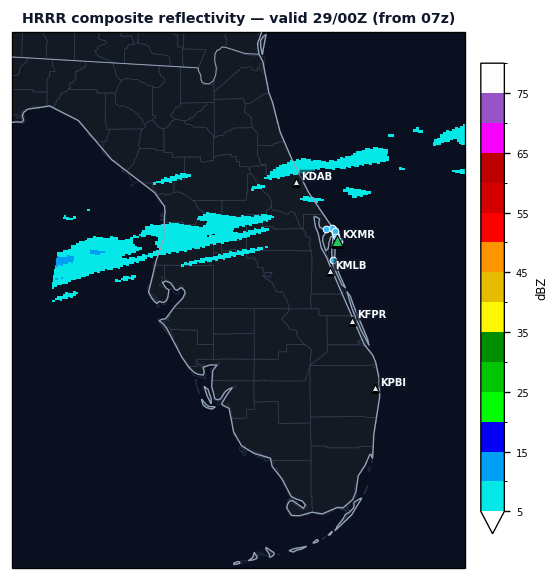 HRRR composite reflectivity — valid 29/00Z (from 07z)
KDAB
KXMR
KMLB
KFPR
KPBI
75
65
55
45
35
25
15
5
dBZ